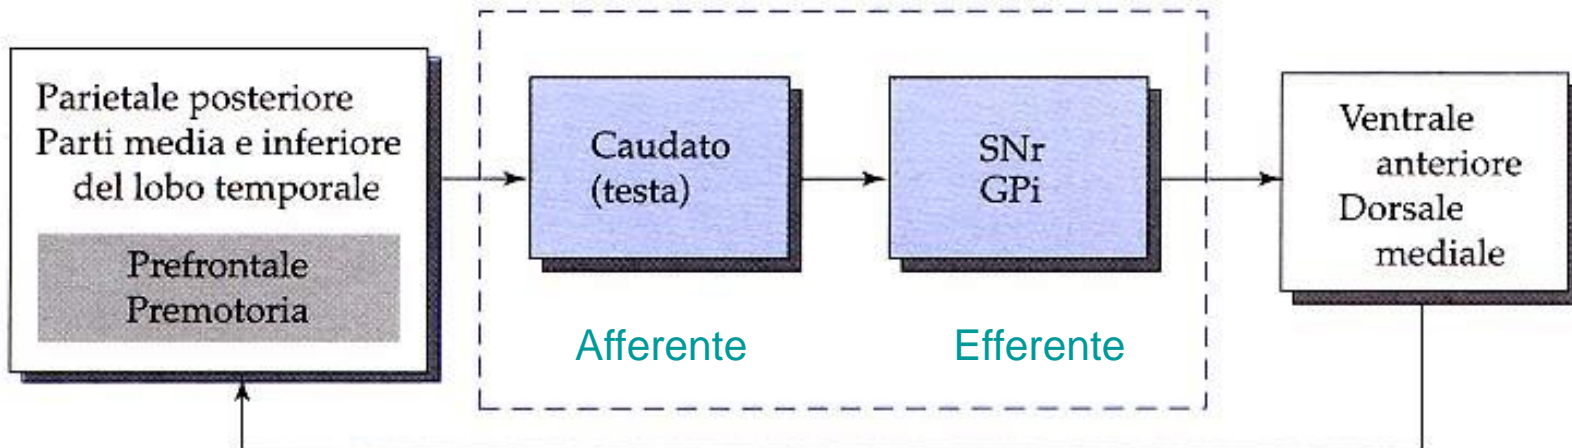 Parietale posteriore
Parti media e inferiore
del lobo temporale
Prefrontale
Premotoria
Caudato
(testa)
Afferente
SNr
GPi
Efferente
Ventrale
anteriore
Dorsale
mediale